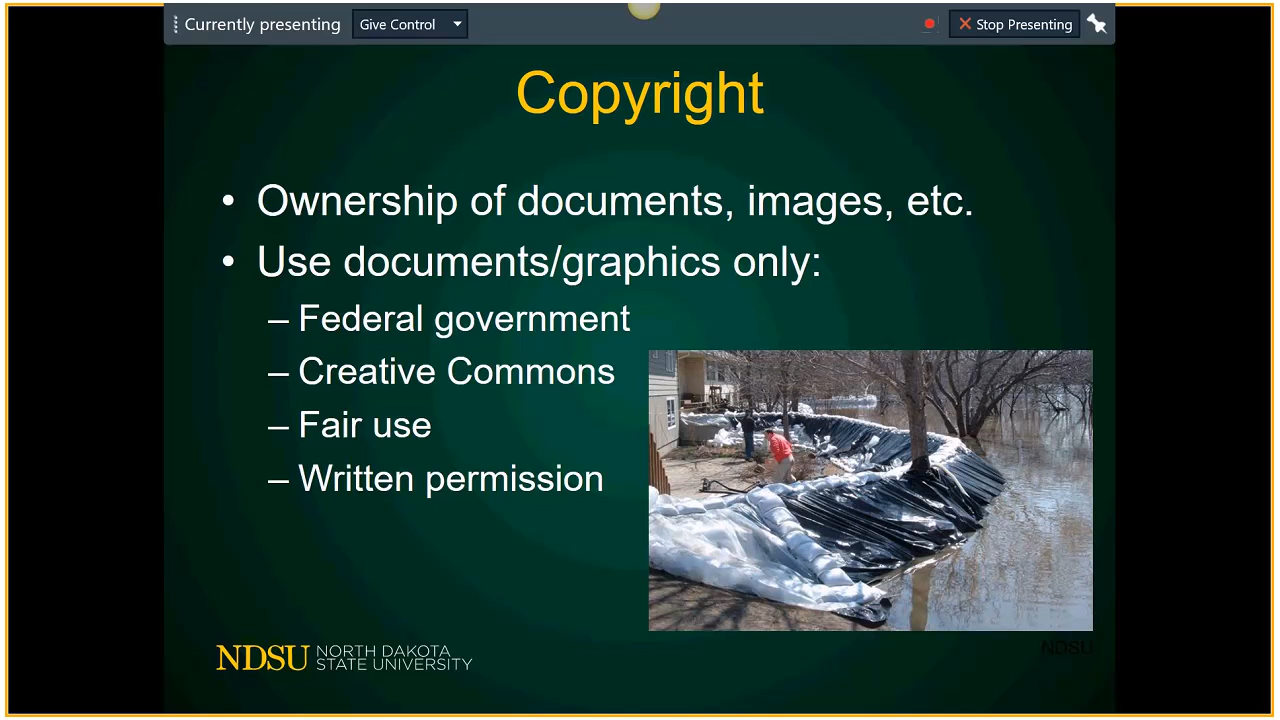 Currently presenting
Give Control
Stop Presenting
Copyright
• Ownership of documents, images, etc.
• Use documents/graphics only:
– Federal government
– Creative Commons
– Fair use
– Written permission
NDSU
NDSU NORTH DAKOTA
STATE UNIVERSITY